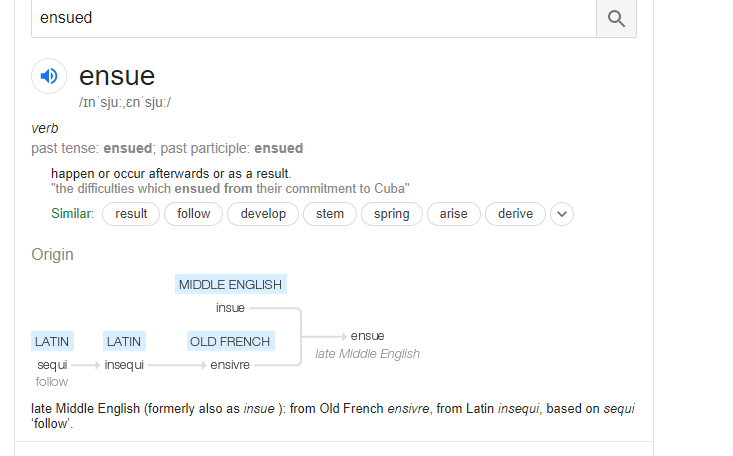 ensued
ensue
/ɪnˈsjuː,ɛnˈsjuː/
verb
past tense: ensued; past participle: ensued
happen or occur afterwards or as a result.
"the difficulties which ensued from their commitment to Cuba"
Similar: result follow develop stem spring arise derive
Origin
MIDDLE ENGLISH
insue
LATIN LATIN OLD FRENCH ensue
sequi insequi ensivre late Middle English
follow
late Middle English (formerly also as insue ): from Old French ensivre, from Latin insequi, based on sequi
‘follow’.